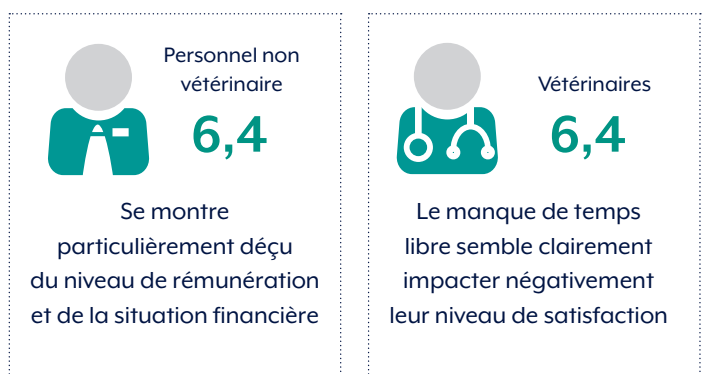 Personnel non
vétérinaire
6,4
Se montre
particulièrement déçu
du niveau de rémunération
et de la situation financière
Vétérinaires
6,4
Le manque de temps
libre semble clairement
impacter négativement
leur niveau de satisfaction